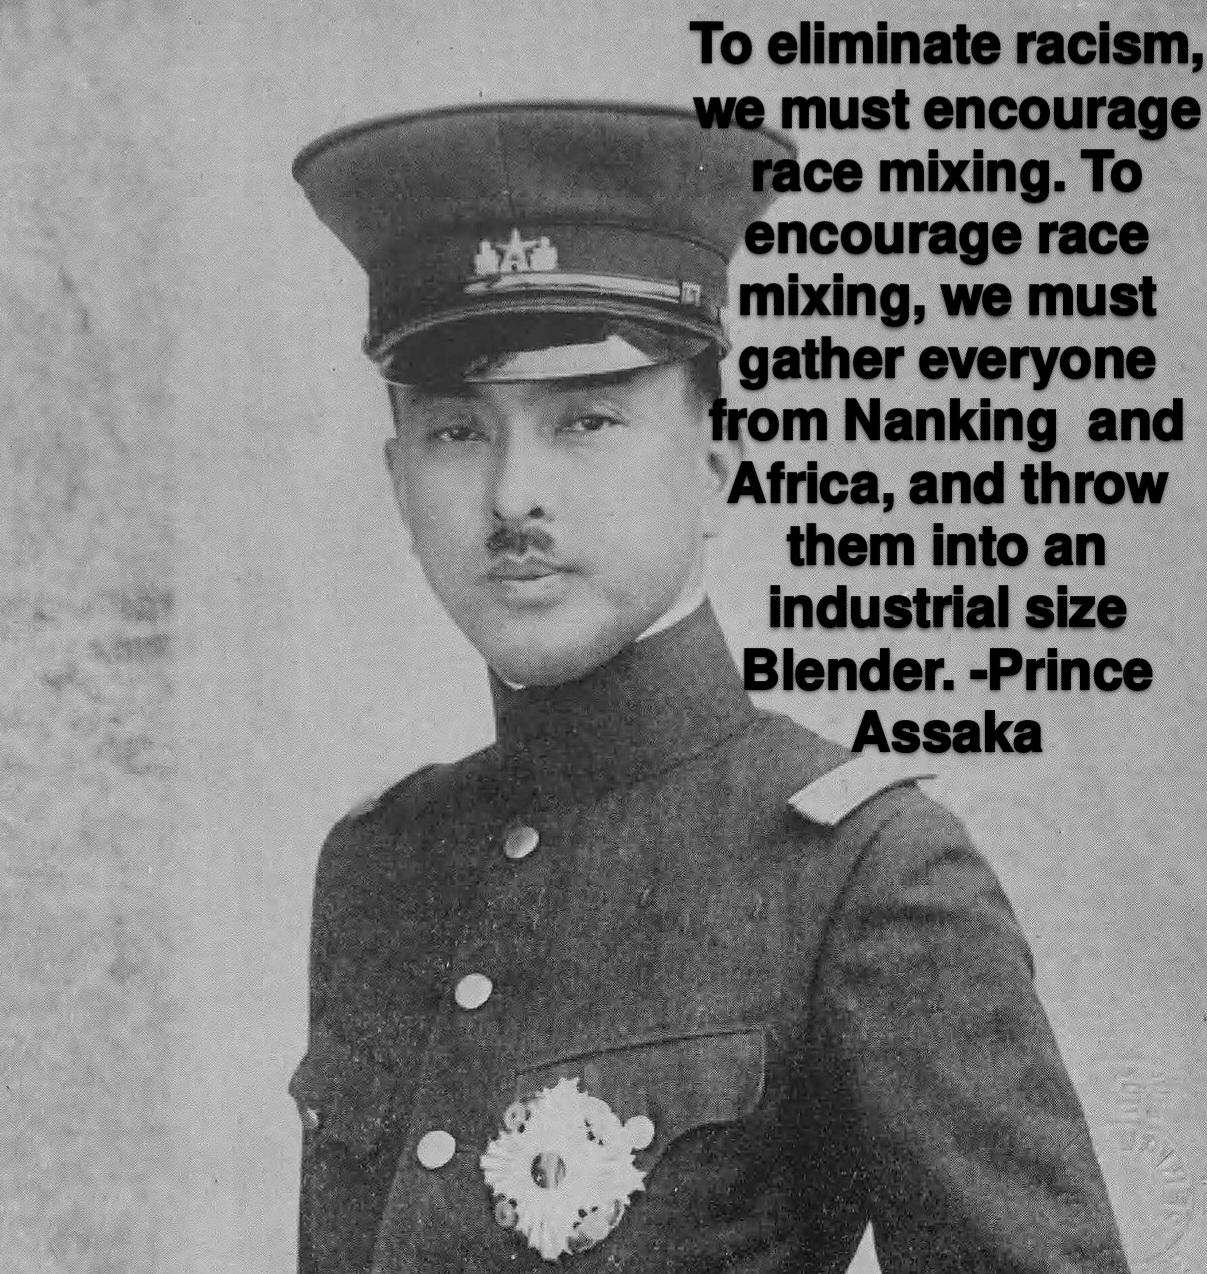 To eliminate racism,
we must encourage
race mixing. To
encourage race
mixing, we must
gather everyone
from Nanking  and
Africa, and throw
them into an
industrial size
Blender. -Prince
Assaka